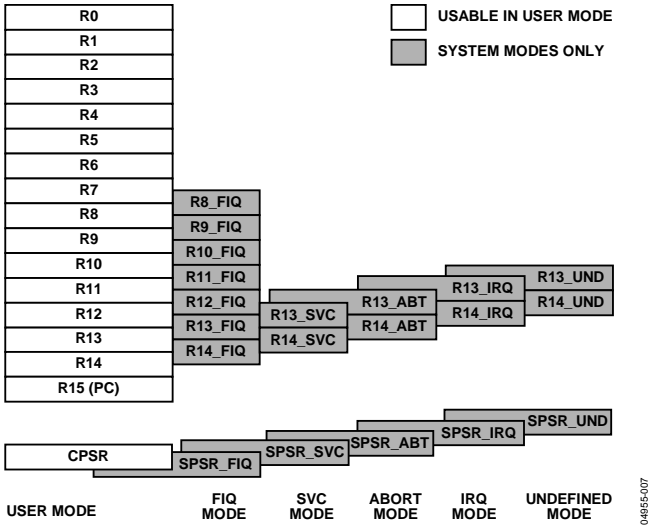 R0
R1
R2
R3
R4
R5
R6
R7
R8
R9
R10
R11
R12
R13
R14
R15 (PC)
R8_FIQ
R9_FIQ
R10_FIQ
R11_FIQ
R12_FIQ
R13_FIQ
R14_FIQ
R13_SVC
R14_SVC
R13_ABT
R14_ABT
R13_IRQ
R14_IRQ
R13_UND
R14_UND
USABLE IN USER MODE
SYSTEM MODES ONLY
CPSR
SPSR_FIQ
SPSR_SVC
SPSR_ABT
SPSR_IRQ
SPSR_UND
USER MODE
FIQ
MODE
SVC
MODE
ABORT
MODE
IRQ
MODE
UNDEFINED
MODE
04955-007